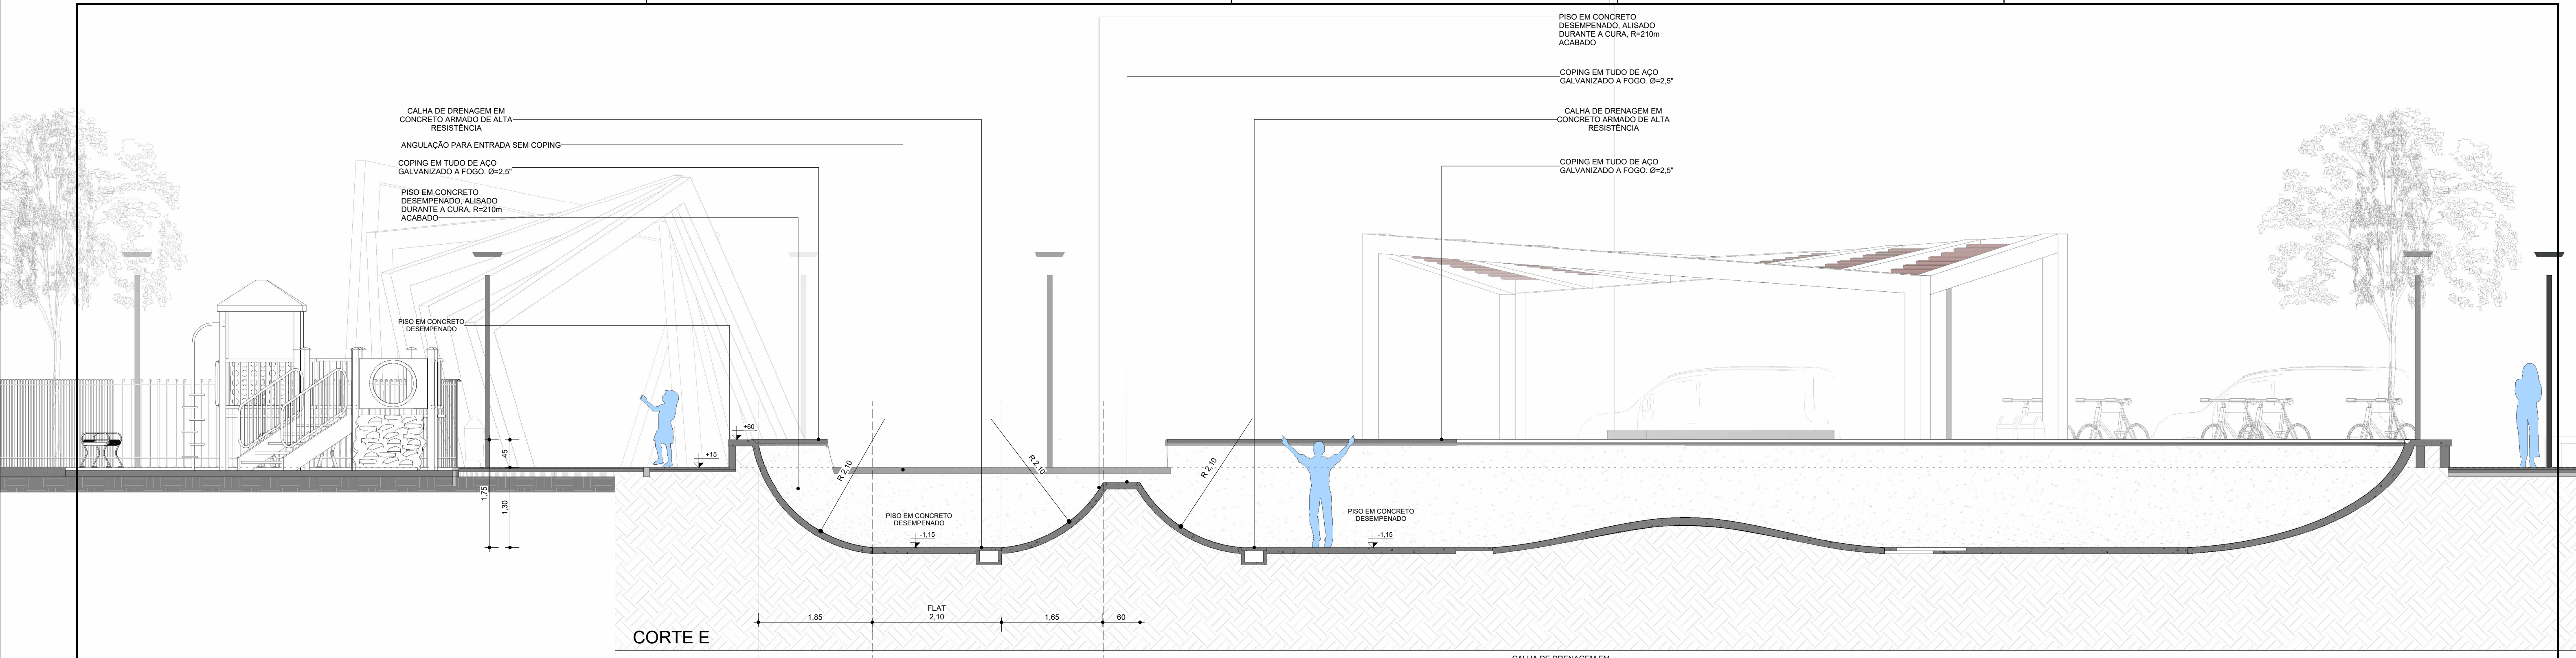 PISO EM CONCRETO
DESEMPENADO, ALISADO
DURANTE A CURA, R=210m
ACABADO
COPING EM TUDO DE AÇO
GALVANIZADO A FOGO. Ø=2,5"
CALHA DE DRENAGEM EM
CONCRETO ARMADO DE ALTA
RESISTÊNCIA
CALHA DE DRENAGEM EM
CONCRETO ARMADO DE ALTA
RESISTÊNCIA
ANGULAÇÃO PARA ENTRADA SEM COPING
COPING EM TUDO DE AÇO
GALVANIZADO A FOGO. Ø=2,5"
COPING EM TUDO DE AÇO
GALVANIZADO A FOGO. Ø=2,5"
PISO EM CONCRETO
DESEMPENADO, ALISADO
DURANTE A CURA, R=210m
ACABADO
PISO EM CONCRETO
DESEMPENADO
+60
+15
45
1,75
1,30
R 2,10
R 2,10
R 2,10
PISO EM CONCRETO
DESEMPENADO
-1,15
PISO EM CONCRETO
DESEMPENADO
-1,15
1,85
FLAT
2,10
1,65
60
CORTE E
CALHA DE DRENAGEM EM